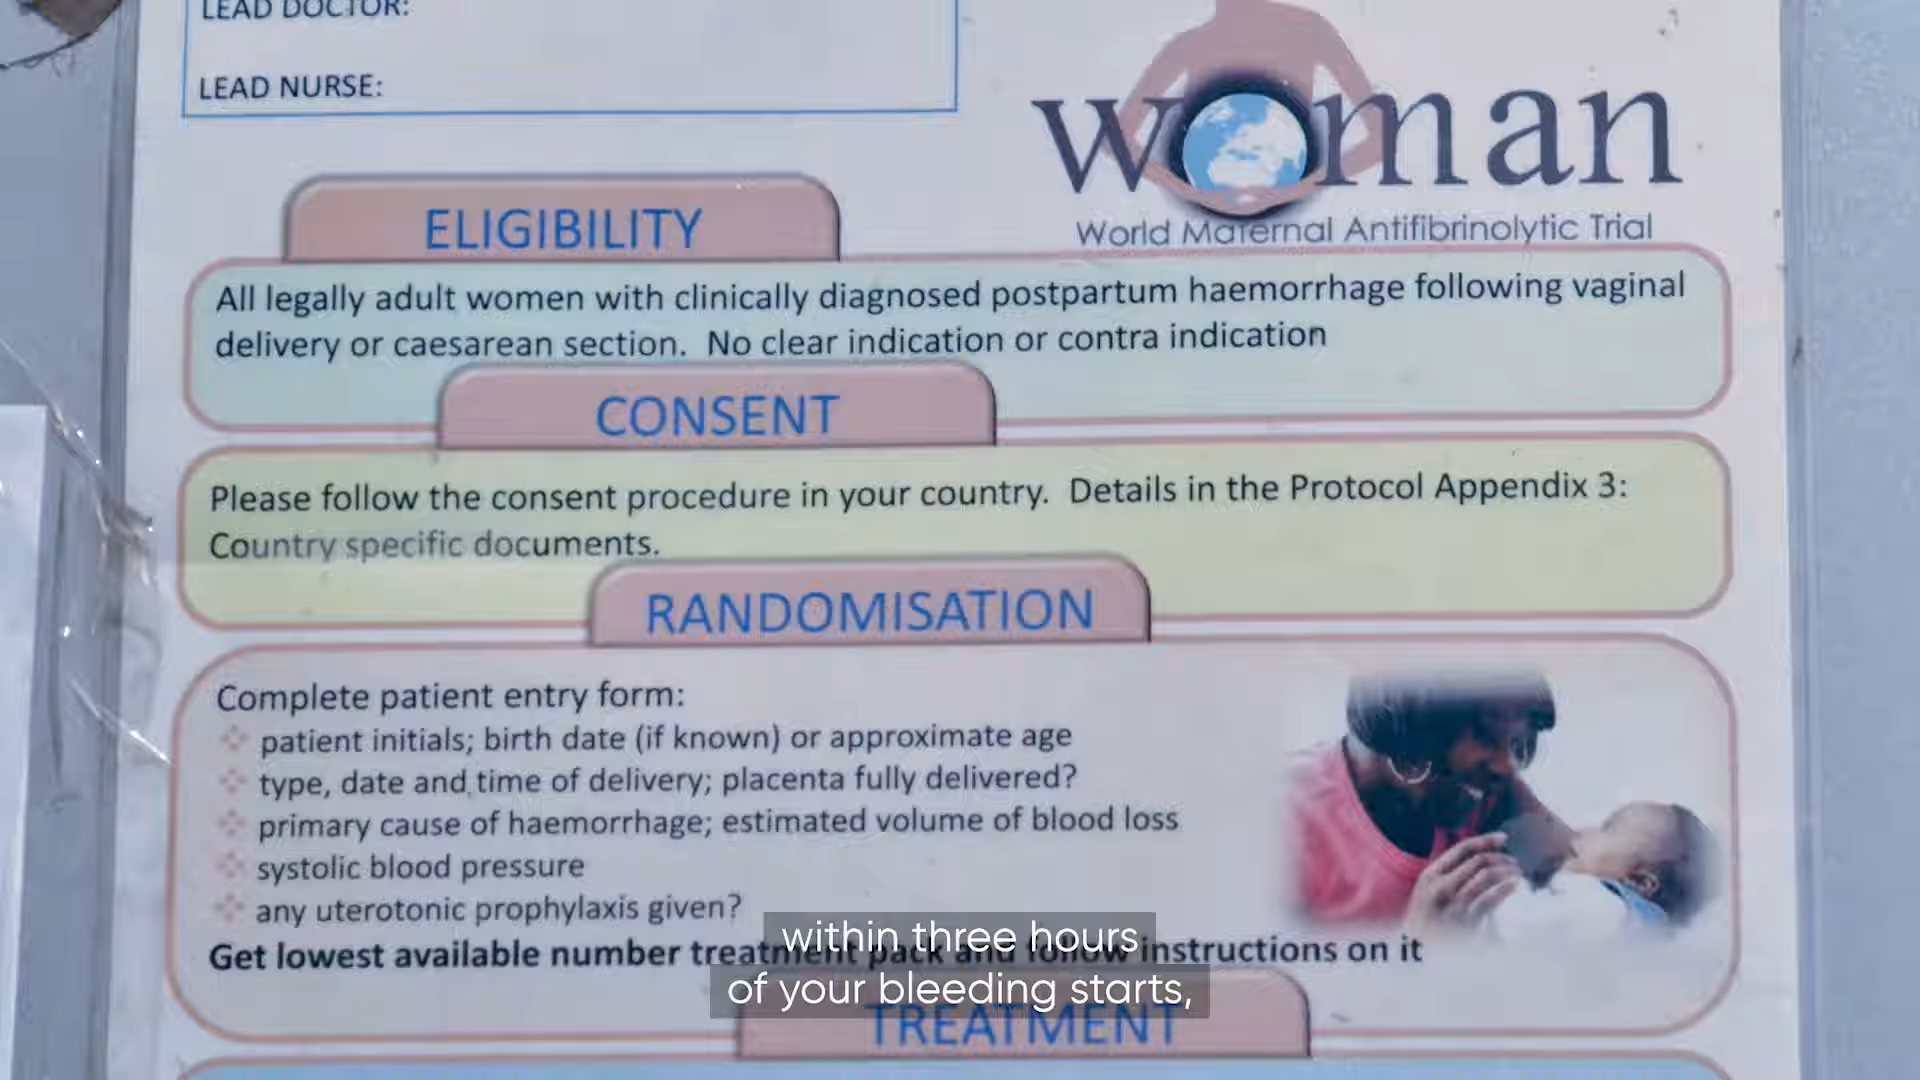 LEAD DOCTOR:
LEAD NURSE:
woman
World Maternal Antifibrinolytic Trial
ELIGIBILITY
All legally adult women with clinically diagnosed postpartum haemorrhage following vaginal
delivery or caesarean section. No clear indication or contra indication
CONSENT
Please follow the consent procedure in your country. Details in the Protocol Appendix 3:
Country specific documents.
RANDOMISATION
Complete patient entry form:
patient initials; birth date (if known) or approximate age
type, date and time of delivery; placenta fully delivered?
primary cause of haemorrhage; estimated volume of blood loss
systolic blood pressure
any uterotonic prophylaxis given?
Get lowest available number treatment pack and follow instructions on it
within three hours
of your bleeding starts,
TREATMENT